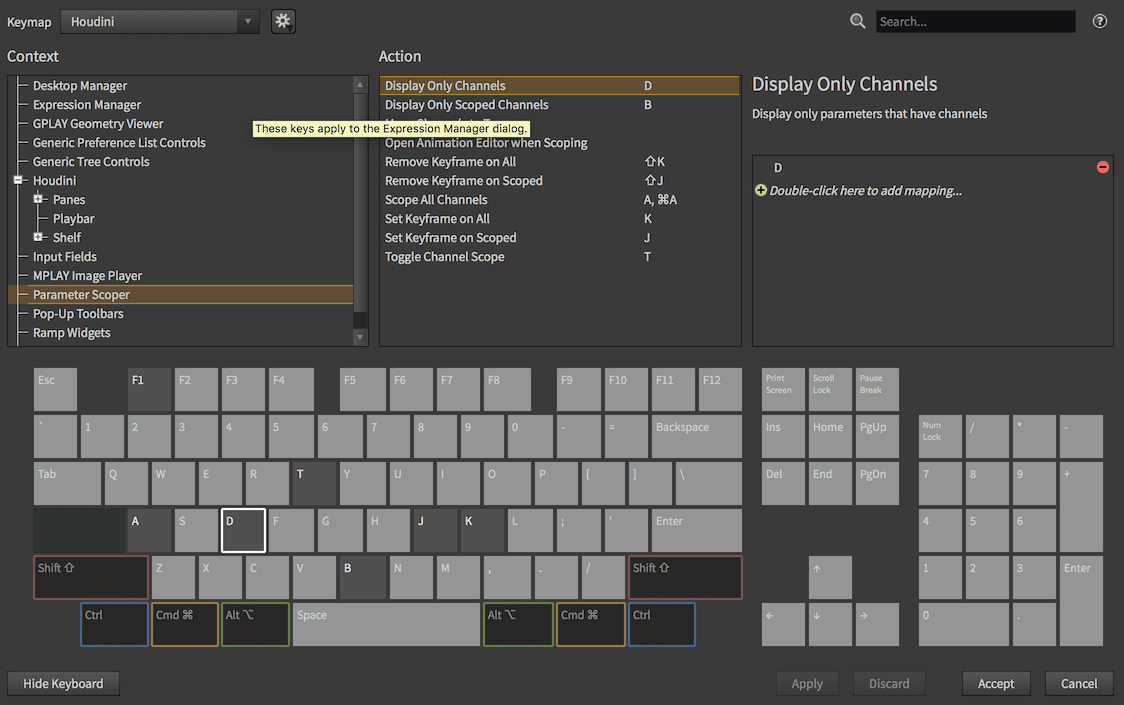 Keymap Houdini Search... ?
Context
Desktop Manager
Expression Manager
GPLAY Geometry Viewer
Generic Preference List Controls
Generic Tree Controls
Houdini
Panes
Playbar
Shelf
Input Fields
MPLAY Image Player
Parameter Scoper
Pop-Up Toolbars
Ramp Widgets
These keys apply to the Expression Manager dialog.
Action
Display Only Channels D
Display Only Scoped Channels B
Open Animation Editor when Scoping
Remove Keyframe on All ⇧K
Remove Keyframe on Scoped ⇧J
Scope All Channels A, ⌘A
Set Keyframe on All K
Set Keyframe on Scoped J
Toggle Channel Scope T
Display Only Channels
Display only parameters that have channels
D
Double-click here to add mapping...
Esc F1 F2 F3 F4 F5 F6 F7 F8 F9 F10 F11 F12 Print Screen Scroll Lock Pause Break
` 1 2 3 4 5 6 7 8 9 0 - = Backspace Ins Home PgUp Num Lock / * -
Tab Q W E R T Y U I O P [ ] \ Del End PgDn 7 8 9 +
A S D F G H J K L ; ' Enter 4 5 6
Shift ⇧ Z X C V B N M , . / Shift ⇧ ↑ 1 2 3 Enter
Ctrl Cmd ⌘ Alt ⌥ Space Alt ⌥ Cmd ⌘ Ctrl ← ↓ → 0 .
Hide Keyboard Apply Discard Accept Cancel